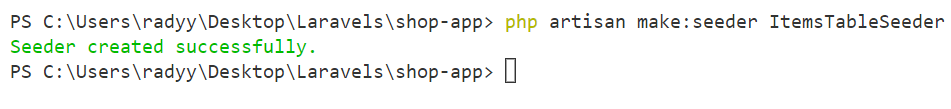 PS C:\Users\radyy\Desktop\Laravels\shop-app> php artisan make:seeder ItemsTableSeeder
Seeder created successfully.
PS C:\Users\radyy\Desktop\Laravels\shop-app>